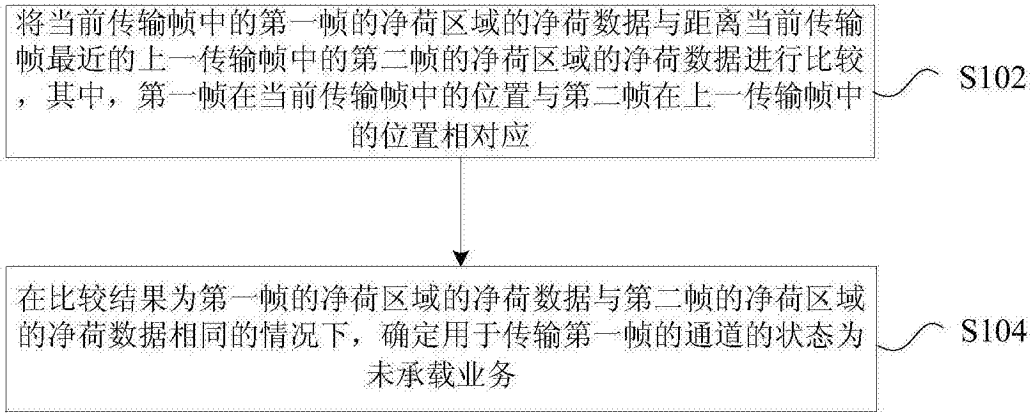 将当前传输帧中的第一帧的净荷区域的净荷数据与距离当前传输
帧最近的上一传输帧中的第二帧的净荷区域的净荷数据进行比较
，其中，第一帧在当前传输帧中的位置与第二帧在上一传输帧中
的位置相对应
S102
在比较结果为第一帧的净荷区域的净荷数据与第二帧的净荷区域
的净荷数据相同的情况下，确定用于传输第一帧的通道的状态为
未承载业务
S104